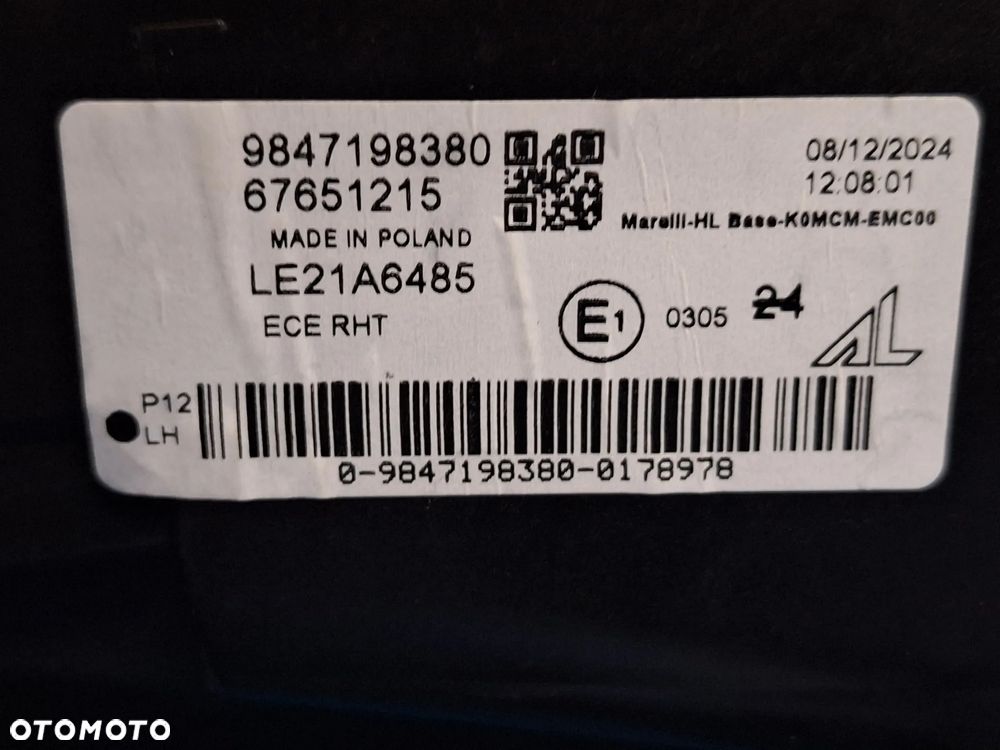 9847198380
67651215
MADE IN POLAND
LE21A6485
ECE RHT
08/12/2024
12:08:01
Marelli-HL Base-K0MCM-EMC00
E1 0305 24
AL
P12
LH
0-9847198380-0178978
OTOMOTO